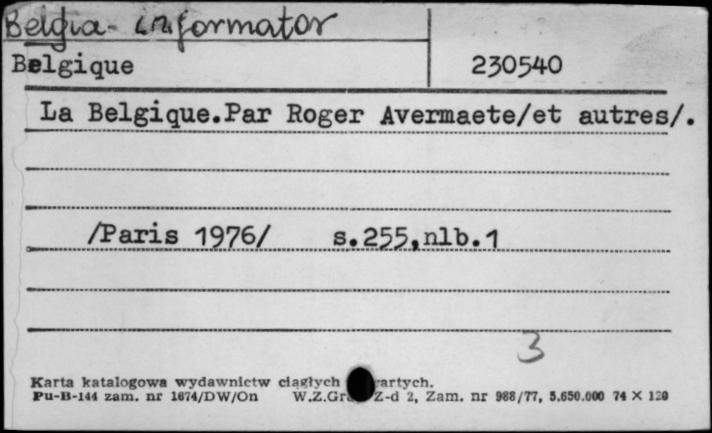 Belgia - informator
Belgique 230540
La Belgique.Par Roger Avermaete/et autres/.
/Paris 1976/ s.255,nlb.1
3
Karta katalogowa wydawnictw ciągłych
Pu-B-144 zam. nr 1674/DW/On W.Z.Gr Z-d 2, Zam. nr 988/77, 5.650.000 74 X 120